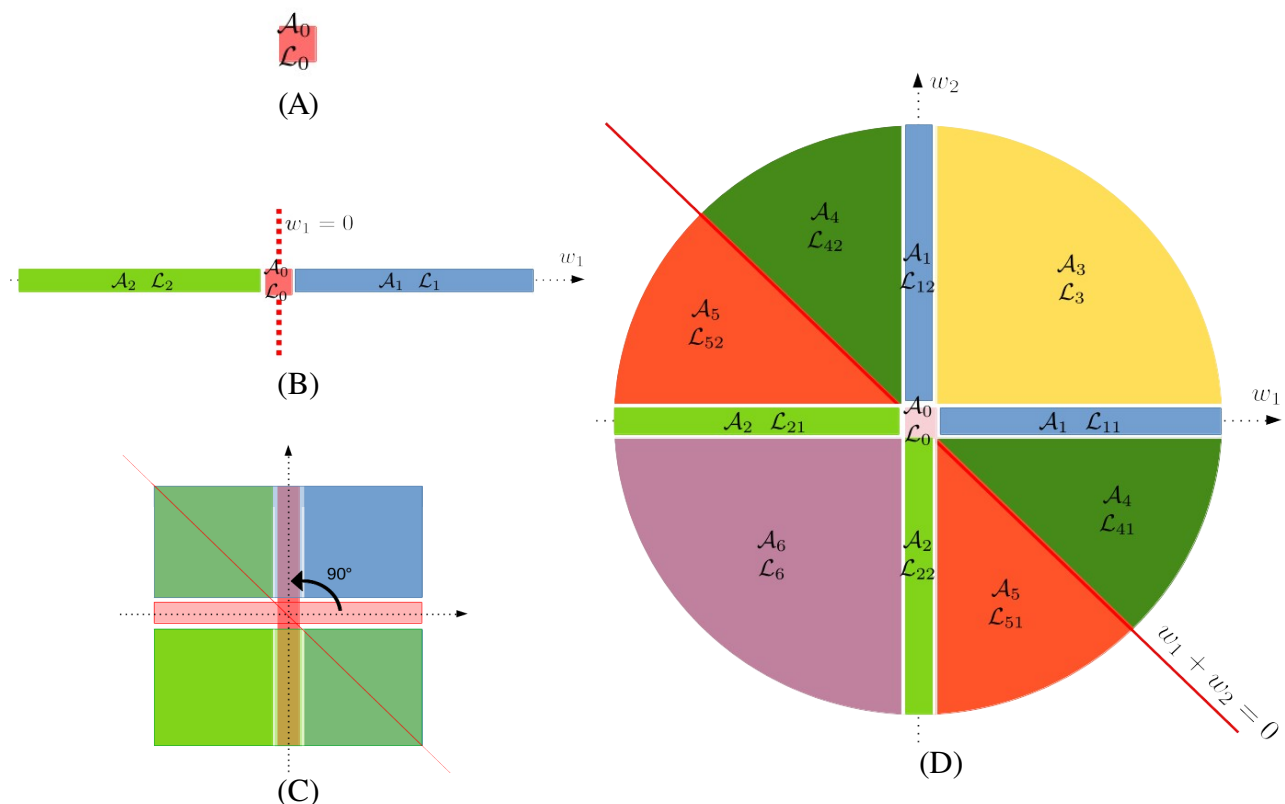 𝒜₀
ℒ₀
(A)
w₁ = 0
w₁
𝒜₂ ℒ₂
𝒜₀
ℒ₀
𝒜₁ ℒ₁
(B)
90°
(C)
w₂
𝒜₄
ℒ₄₂
𝒜₁
ℒ₁₂
𝒜₃
ℒ₃
𝒜₅
ℒ₅₂
w₁
𝒜₂ ℒ₂₁
𝒜₀
ℒ₀
𝒜₁ ℒ₁₁
𝒜₄
ℒ₄₁
𝒜₆
ℒ₆
𝒜₂
ℒ₂₂
𝒜₅
ℒ₅₁
w₁ + w₂ = 0
(D)